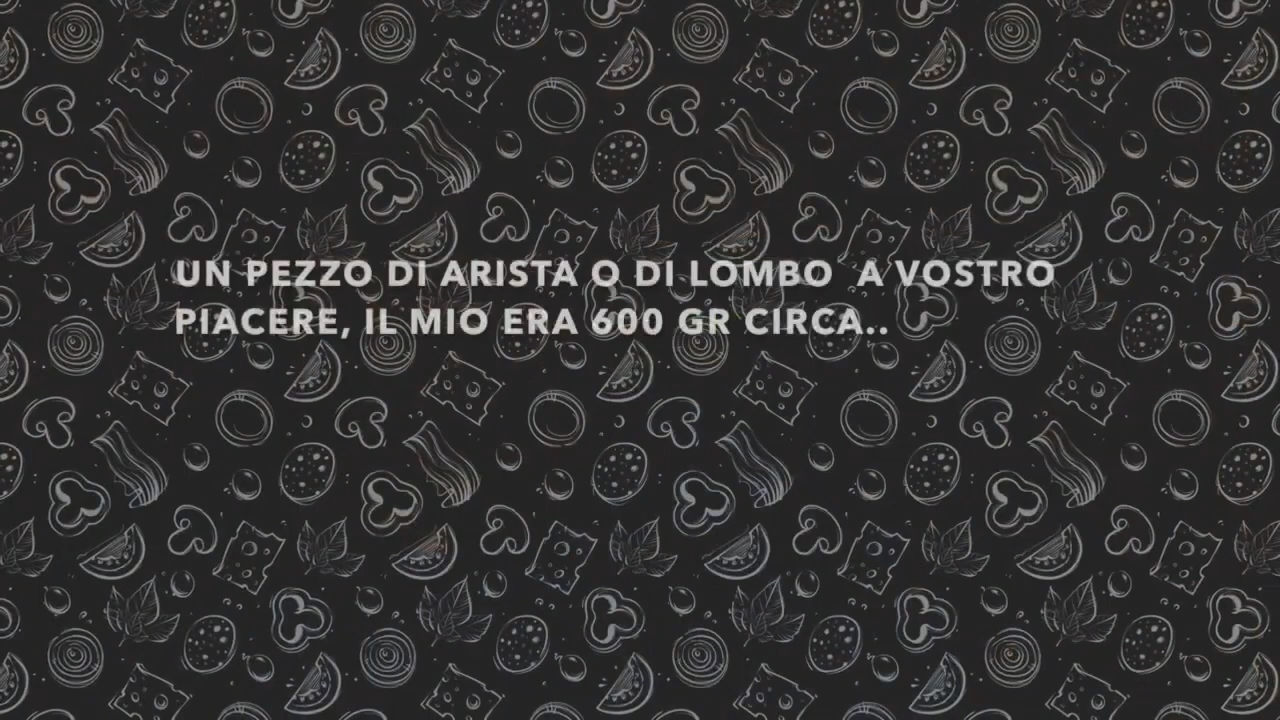 UN PEZZO DI ARISTA O DI LOMBO  A VOSTRO
PIACERE, IL MIO ERA 600 GR CIRCA..